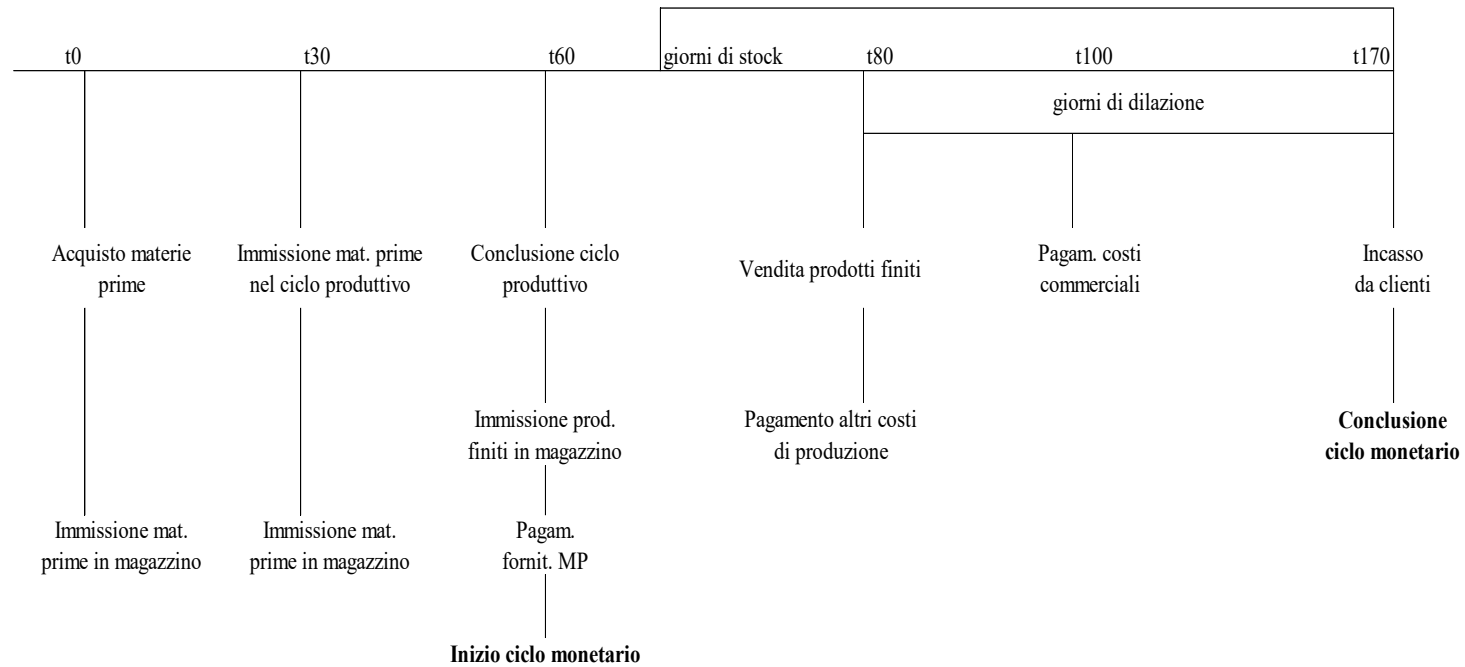 t0 t30 t60 giorni di stock t80 t100 t170
giorni di dilazione
Acquisto materie
prime
Immissione mat. prime
nel ciclo produttivo
Conclusione ciclo
produttivo
Vendita prodotti finiti
Pagam. costi
commerciali
Incasso
da clienti
Immissione prod.
finiti in magazzino
Pagamento altri costi
di produzione
Conclusione
ciclo monetario
Immissione mat.
prime in magazzino
Immissione mat.
prime in magazzino
Pagam.
fornit. MP
Inizio ciclo monetario